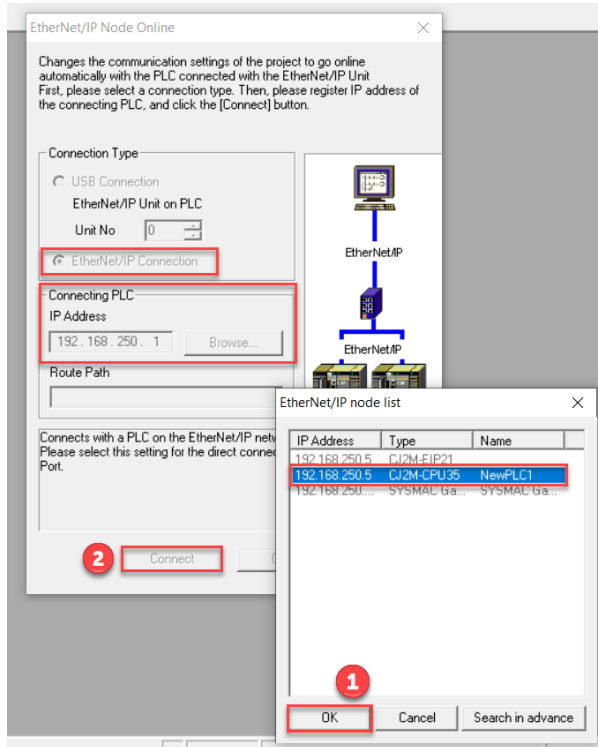 EtherNet/IP Node Online
Changes the communication settings of the project to go online
automatically with the PLC connected with the EtherNet/IP Unit
First, please select a connection type. Then, please register IP address of
the connecting PLC, and click the [Connect] button.
Connection Type
USB Connection
EtherNet/IP Unit on PLC
Unit No 0
EtherNet/IP Connection
Connecting PLC
IP Address
192 . 168 . 250 . 1 Browse...
Route Path
EtherNet/IP
EtherNet/IP
Connects with a PLC on the EtherNet/IP netw
Please select this setting for the direct connec
Port.
2 Connect
EtherNet/IP node list
IP Address Type Name
192.168.250.5 CJ2M-EIP21
192.168.250.5 CJ2M-CPU35 NewPLC1
192.168.250.... SYSMAC Ga... SYSMAC Ga...
1
OK Cancel Search in advance